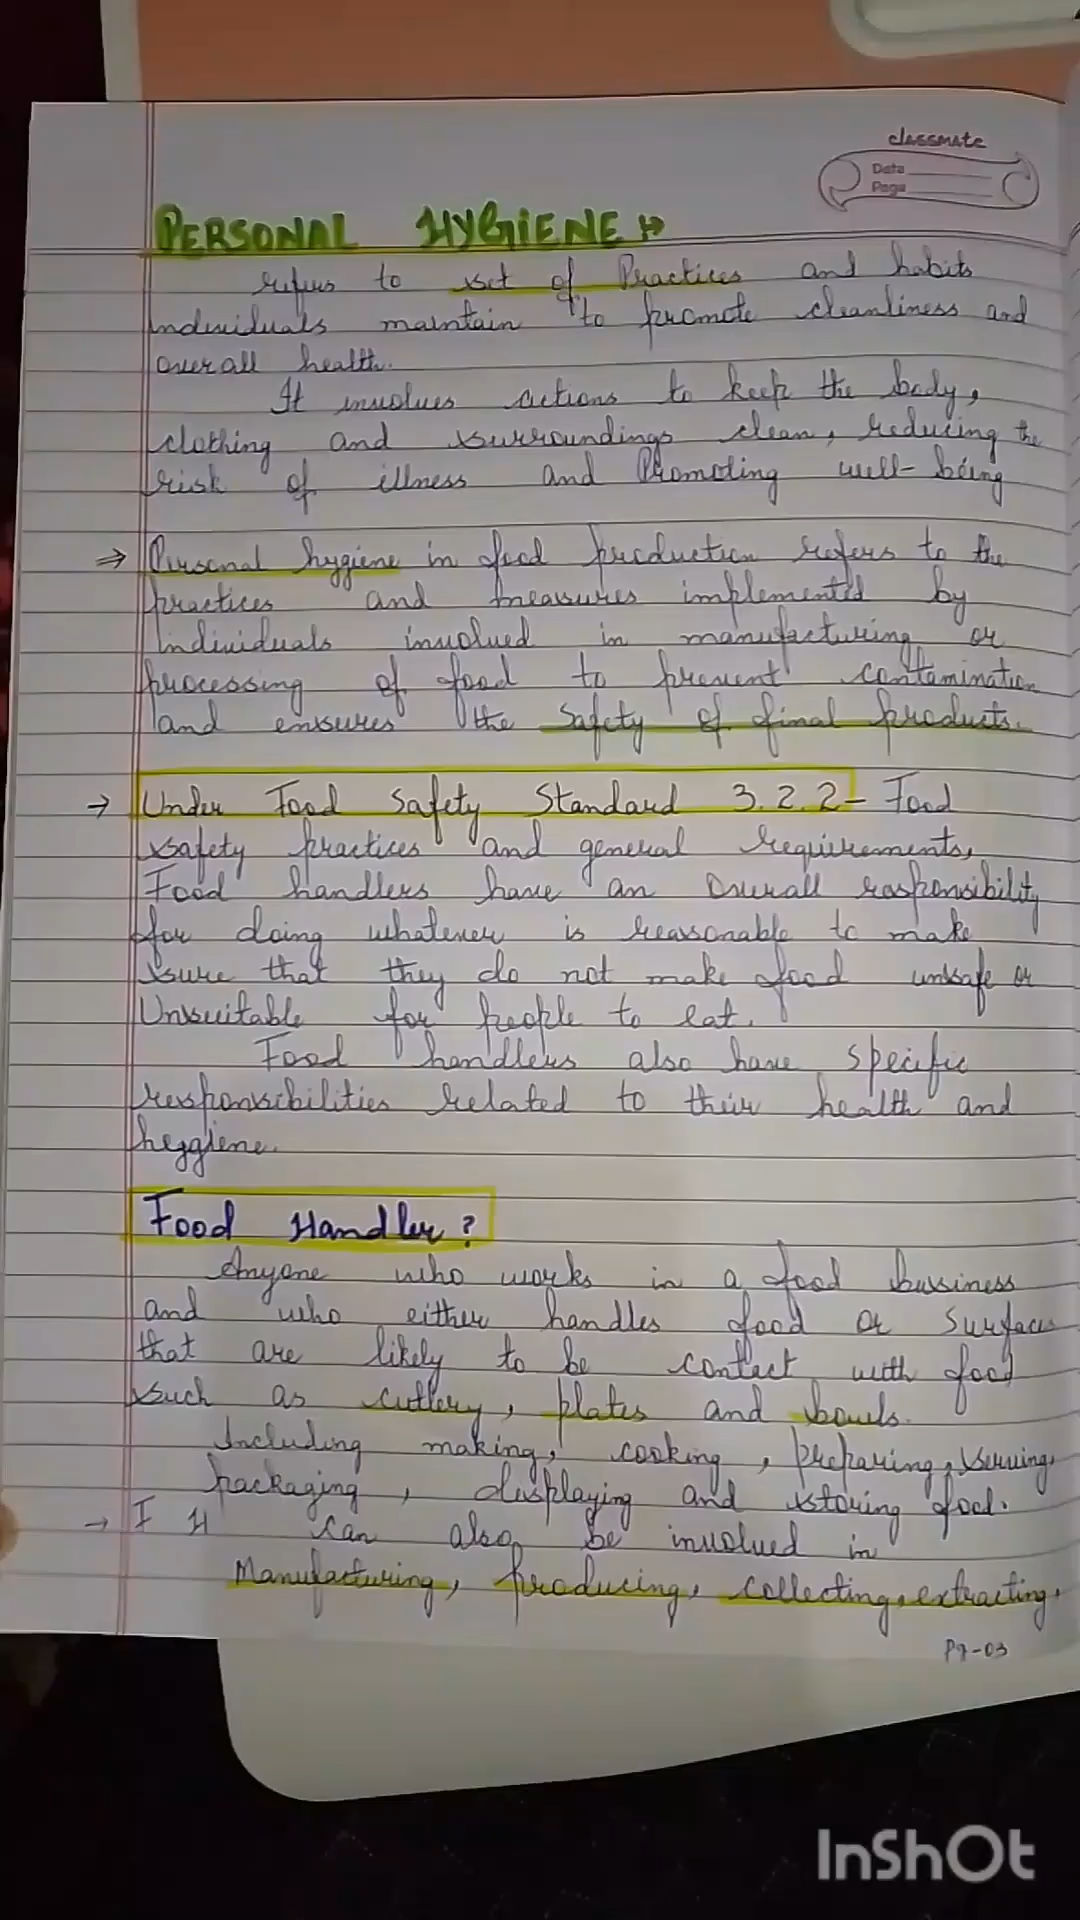 classmate
Date
Page
PERSONAL HYGIENE :→
refers to set of Practices and habits
individuals maintain to promote cleanliness and
overall health.
It involves actions to keep the body,
clothing and surroundings clean, reducing the
risk of illness and Promoting well-being
⇒ Personal hygiene in food production refers to the
practices and measures implemented by
individuals involved in manufacturing or
processing of food to prevent contamination
and ensures the safety of final products.
→ Under Food Safety Standard 3.2.2 - Food
safety practices and general requirements,
Food handlers have an overall responsibility
for doing whatever is reasonable to make
sure that they do not make food unsafe or
Unsuitable for people to eat.
Food handlers also have specific
responsibilities related to their health and
heggiene.
Food Handler ?
Anyone who works in a food bussiness
and who either handles food or surfaces
that are likely to be contact with food
such as cutlery, plates and bowls.
Including making, cooking, preparing, serving,
packaging, displaying and storing food.
→ F H can also be involved in
Manufacturing, producing, collecting, extracting,
Pg-03
InShOt